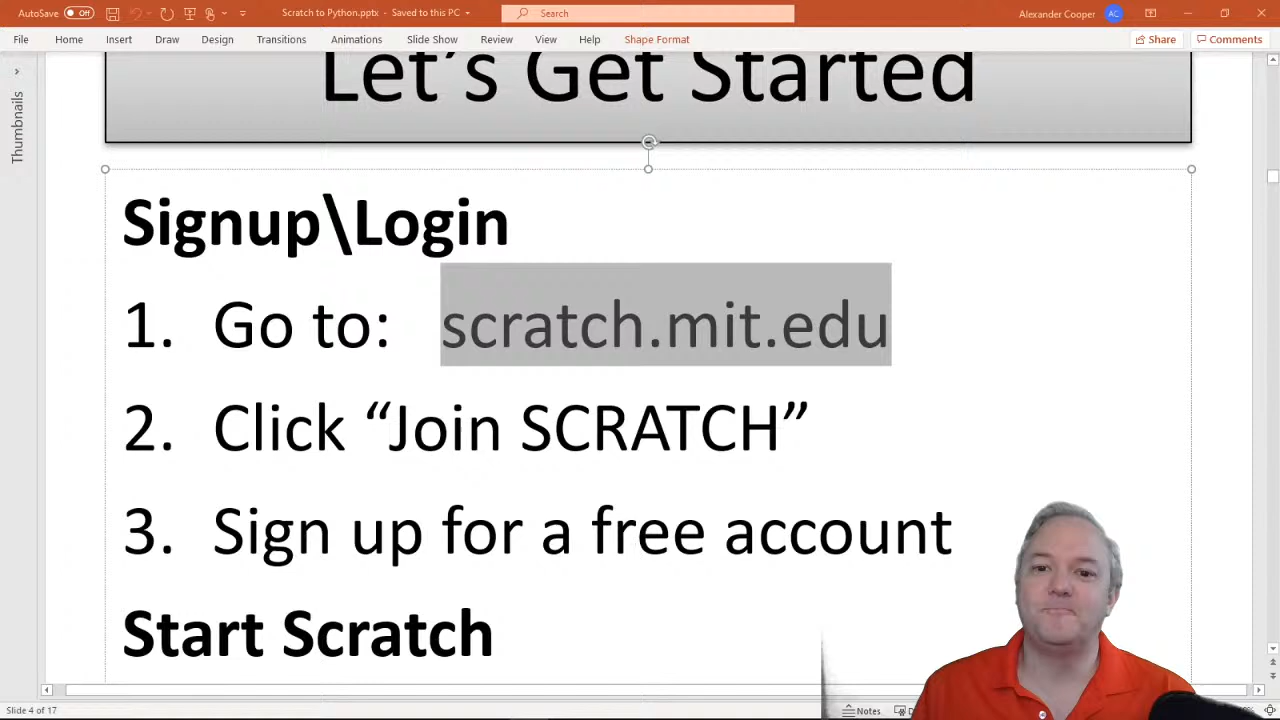 AutoSave Off Scratch to Python.pptx - Saved to this PC Search Alexander Cooper AC
File Home Insert Draw Design Transitions Animations Slide Show Review View Help Shape Format Share Comments
Thumbnails
Let’s Get Started
Signup\Login
1. Go to: scratch.mit.edu
2. Click “Join SCRATCH”
3. Sign up for a free account
Start Scratch
Slide 4 of 17 Notes